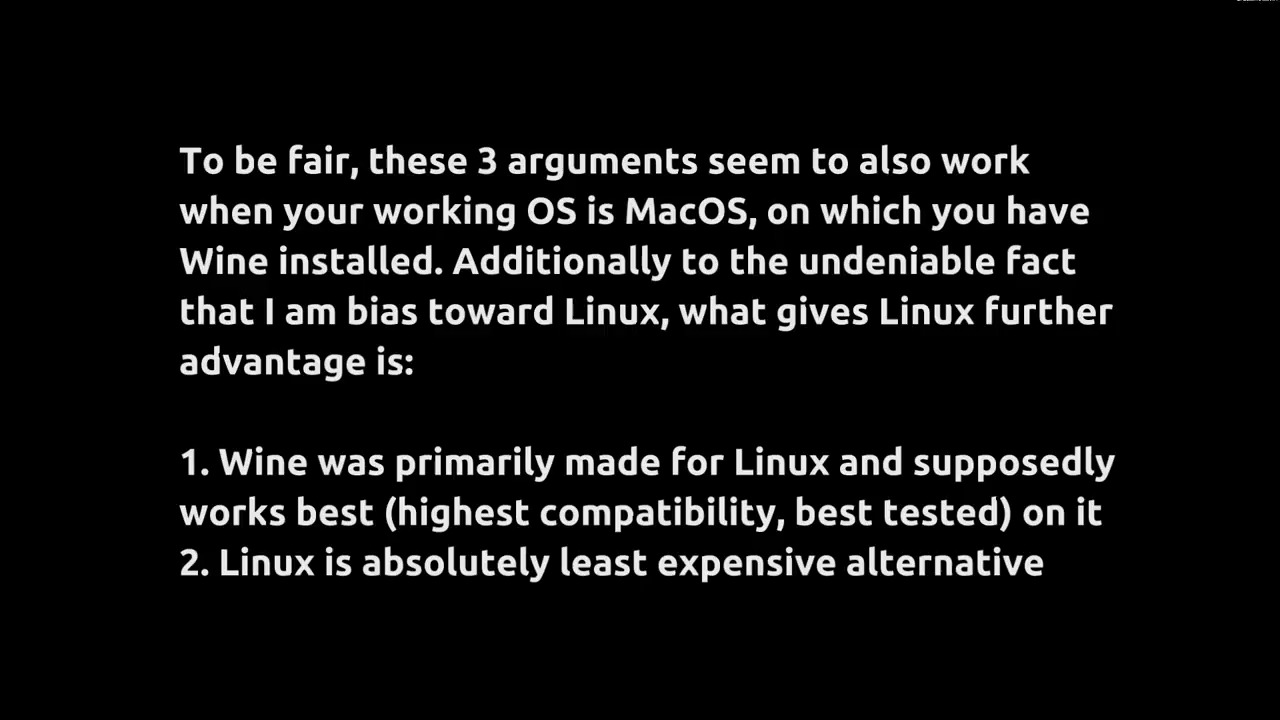 To be fair, these 3 arguments seem to also work
when your working OS is MacOS, on which you have
Wine installed. Additionally to the undeniable fact
that I am bias toward Linux, what gives Linux further
advantage is:
1. Wine was primarily made for Linux and supposedly
works best (highest compatibility, best tested) on it
2. Linux is absolutely least expensive alternative